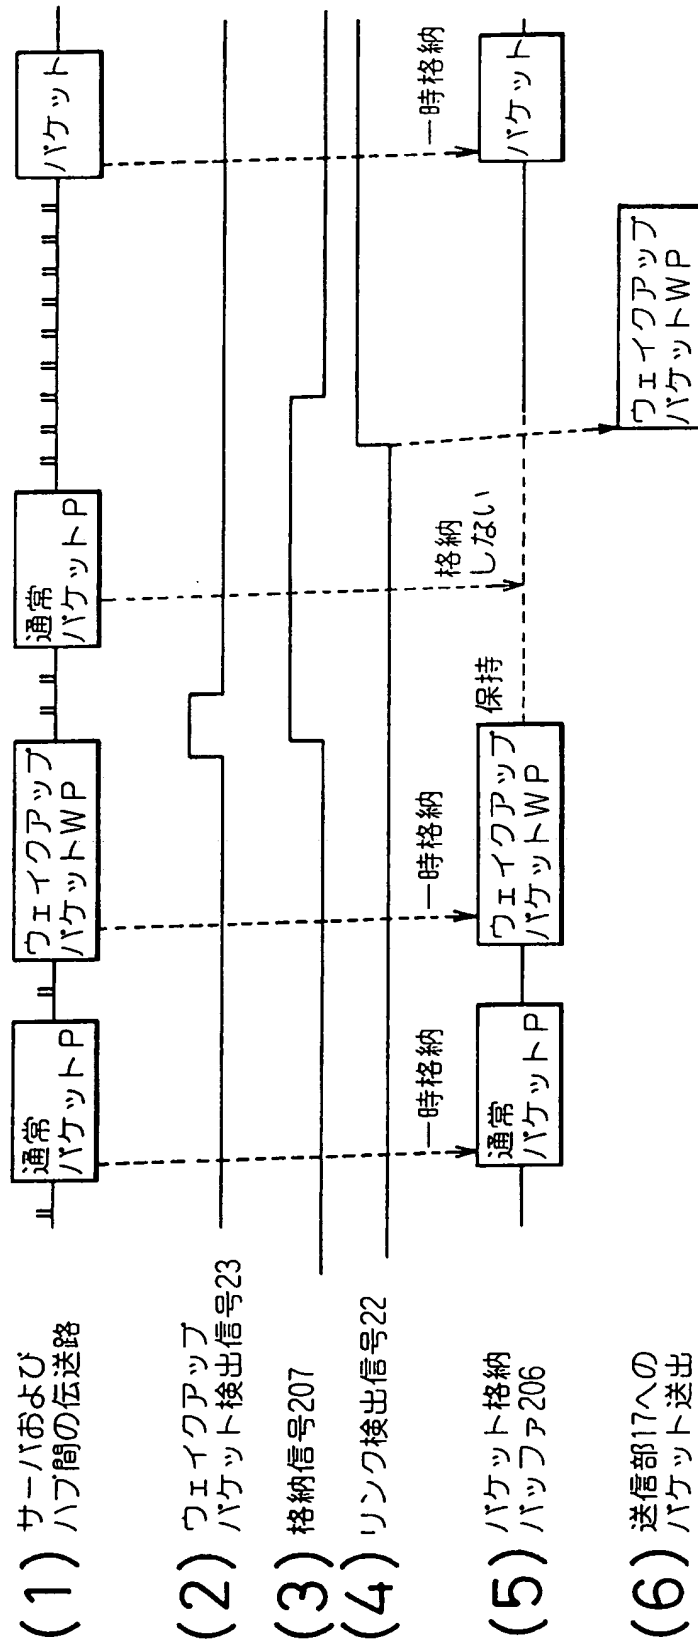 (1) サーバおよび
ハブ間の伝送路
通常
パケットP
ウェイクアップ
パケットWP
通常
パケットP
パケット
(2) ウェイクアップ
パケット検出信号23
(3) 格納信号207
(4) リンク検出信号22
一時格納
一時格納
格納
しない
一時格納
(5) パケット格納
バッファ206
通常
パケットP
ウェイクアップ
パケットWP
保持
パケット
(6) 送信部17への
パケット送出
ウェイクアップ
パケットWP